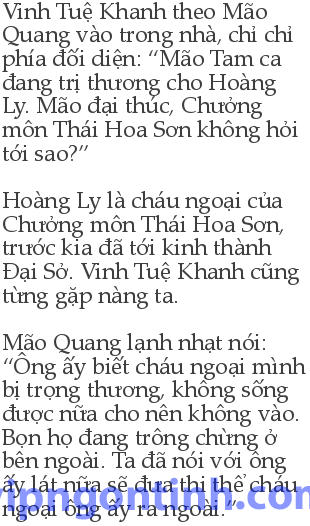 Vinh Tuệ Khanh theo Mão
Quang vào trong nhà, chỉ chỉ
phía đối diện: “Mão Tam ca
đang trị thương cho Hoàng
Ly. Mão đại thúc, Chưởng
môn Thái Hoa Sơn không hỏi
tới sao?”
Hoàng Ly là cháu ngoại của
Chưởng môn Thái Hoa Sơn,
trước kia đã tới kinh thành
Đại Sở. Vinh Tuệ Khanh cũng
từng gặp nàng ta.
Mão Quang lạnh nhạt nói:
“Ông ấy biết cháu ngoại mình
bị trọng thương, không sống
được nữa cho nên không vào.
Bọn họ đang trông chừng ở
bên ngoài. Ta đã nói với ông
ấy lát nữa sẽ đưa thi thể cháu
ngoại ông ấy ra ngoài.”